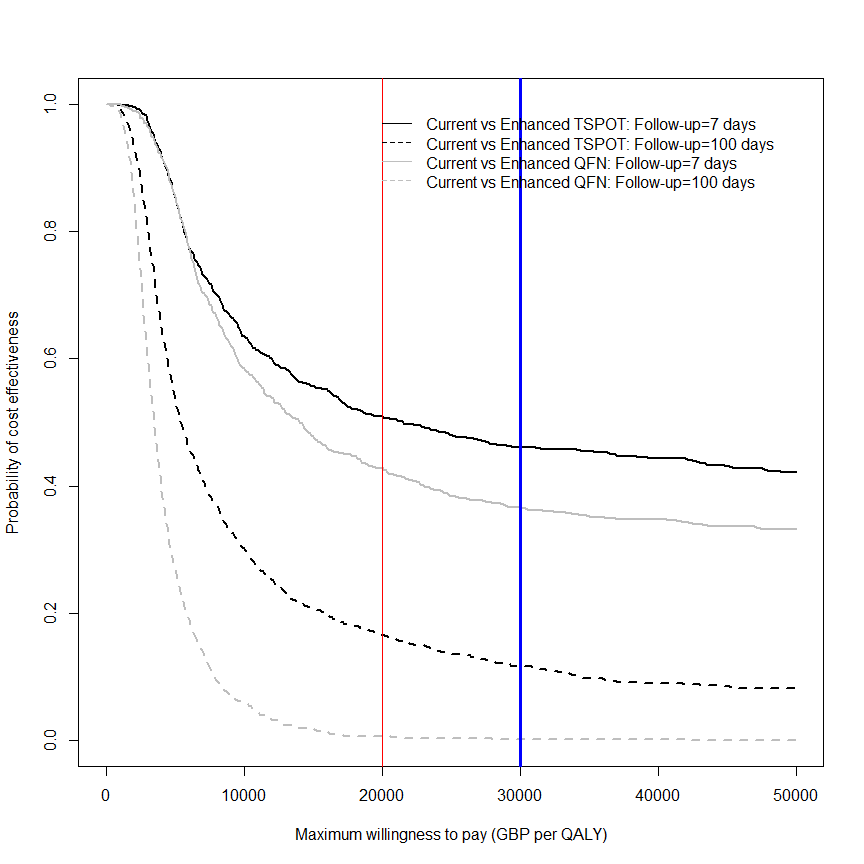 Current vs Enhanced TSPOT: Follow-up=7 days
Current vs Enhanced TSPOT: Follow-up=100 days
Current vs Enhanced QFN: Follow-up=7 days
Current vs Enhanced QFN: Follow-up=100 days
Probability of cost effectiveness
1.0
0.8
0.6
0.4
0.2
0.0
0 10000 20000 30000 40000 50000
Maximum willingness to pay (GBP per QALY)